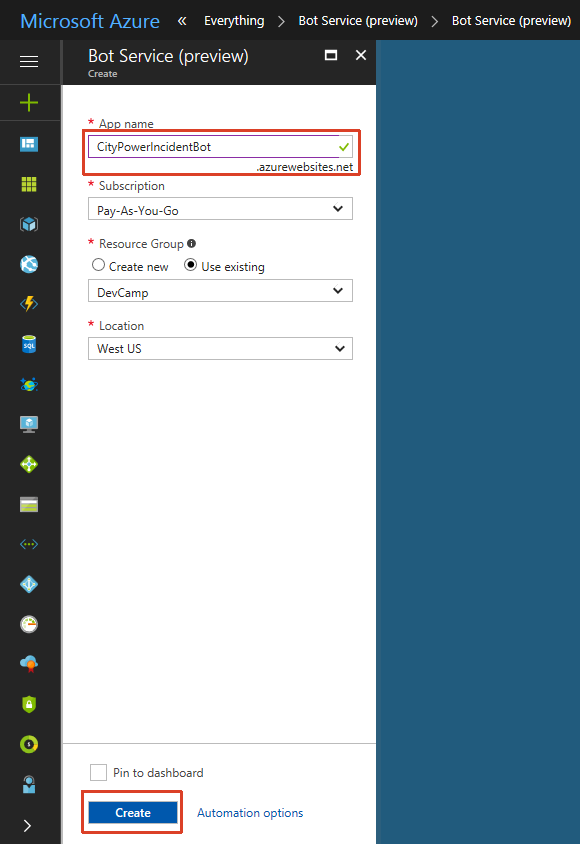 Microsoft Azure « Everything > Bot Service (preview) > Bot Service (preview)
Bot Service (preview)
Create
* App name
CityPowerIncidentBot
.azurewebsites.net
* Subscription
Pay-As-You-Go
* Resource Group
Create new Use existing
DevCamp
* Location
West US
SQL
Pin to dashboard
Create Automation options